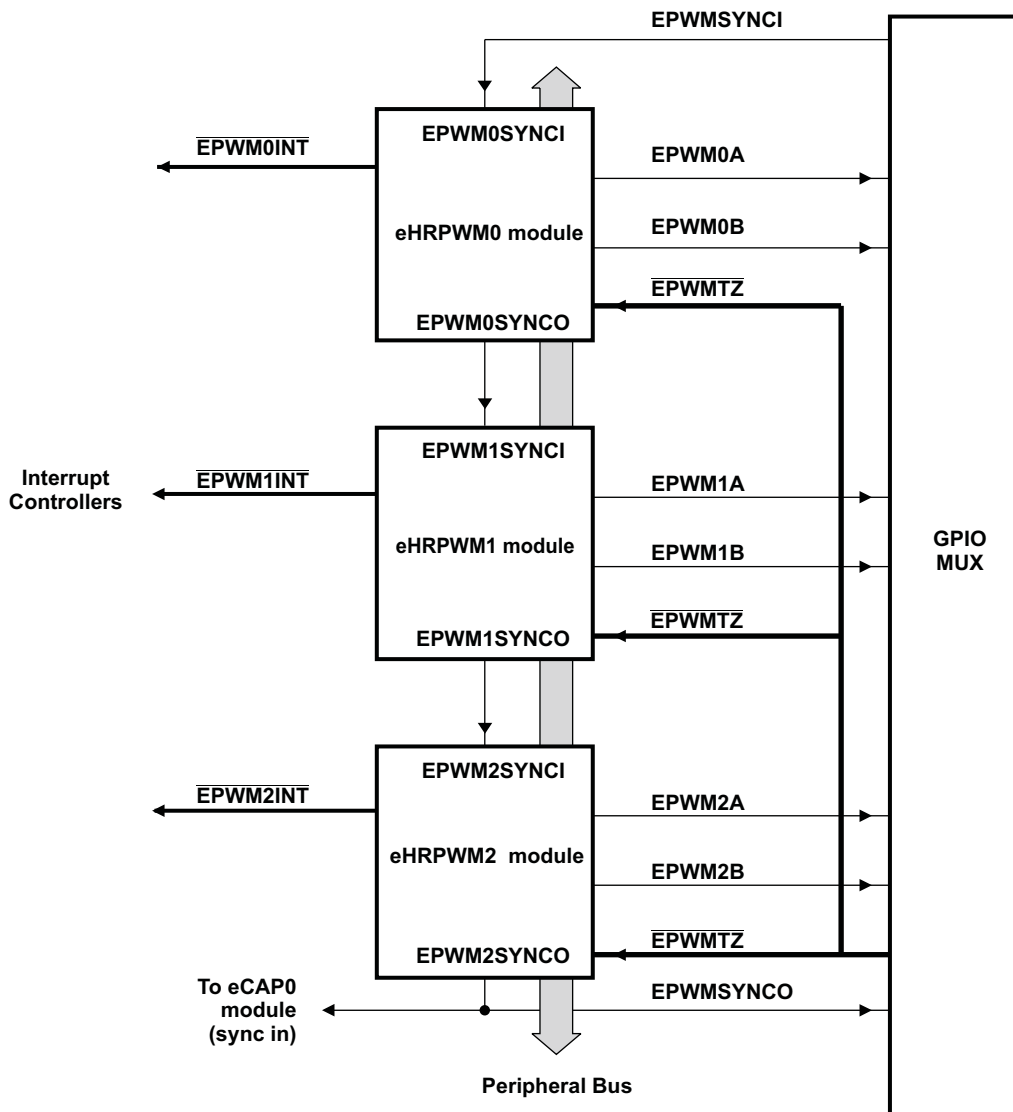 EPWMSYNCI
EPWM0SYNCI
EPWM0INT
EPWM0A
EPWM0B
eHRPWM0 module
EPWMTZ
EPWM0SYNCO
EPWM1SYNCI
Interrupt
Controllers
EPWM1INT
EPWM1A
eHRPWM1 module
EPWM1B
GPIO
MUX
EPWMTZ
EPWM1SYNCO
EPWM2SYNCI
EPWM2INT
EPWM2A
eHRPWM2 module
EPWM2B
EPWMTZ
EPWM2SYNCO
To eCAP0
module
(sync in)
EPWMSYNCO
Peripheral Bus